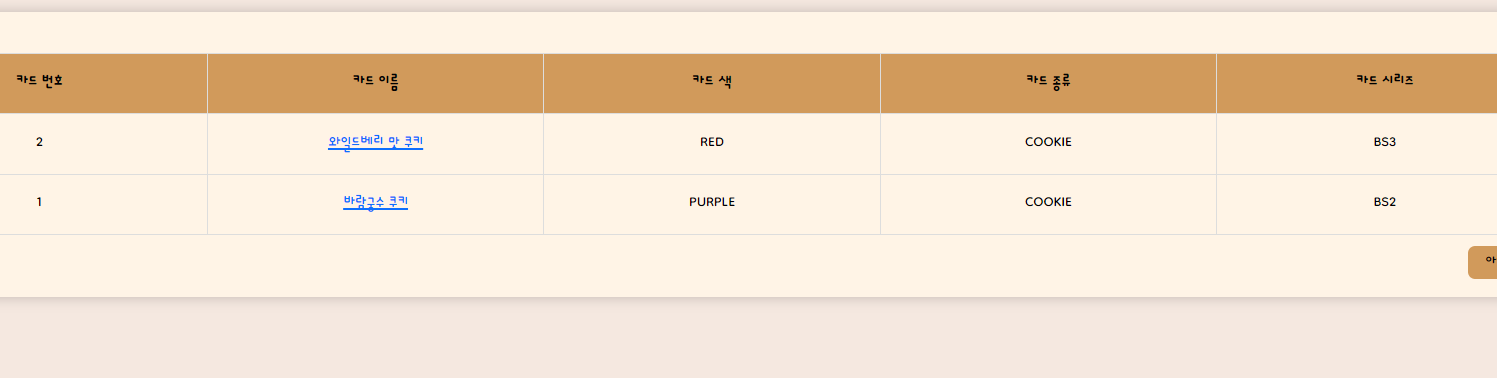 카드 번호 카드 이름 카드 색 카드 종류 카드 시리즈
2 와일드베리 맛 쿠키 RED COOKIE BS3
1 바람궁수 쿠키 PURPLE COOKIE BS2